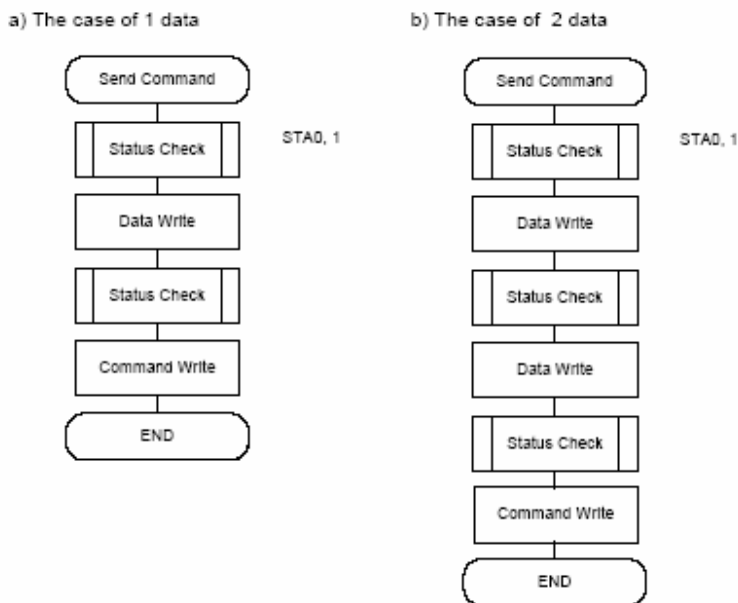 a) The case of 1 data
Send Command
Status Check
STA0, 1
Data Write
Status Check
Command Write
END
b) The case of 2 data
Send Command
Status Check
STA0, 1
Data Write
Status Check
Data Write
Status Check
Command Write
END